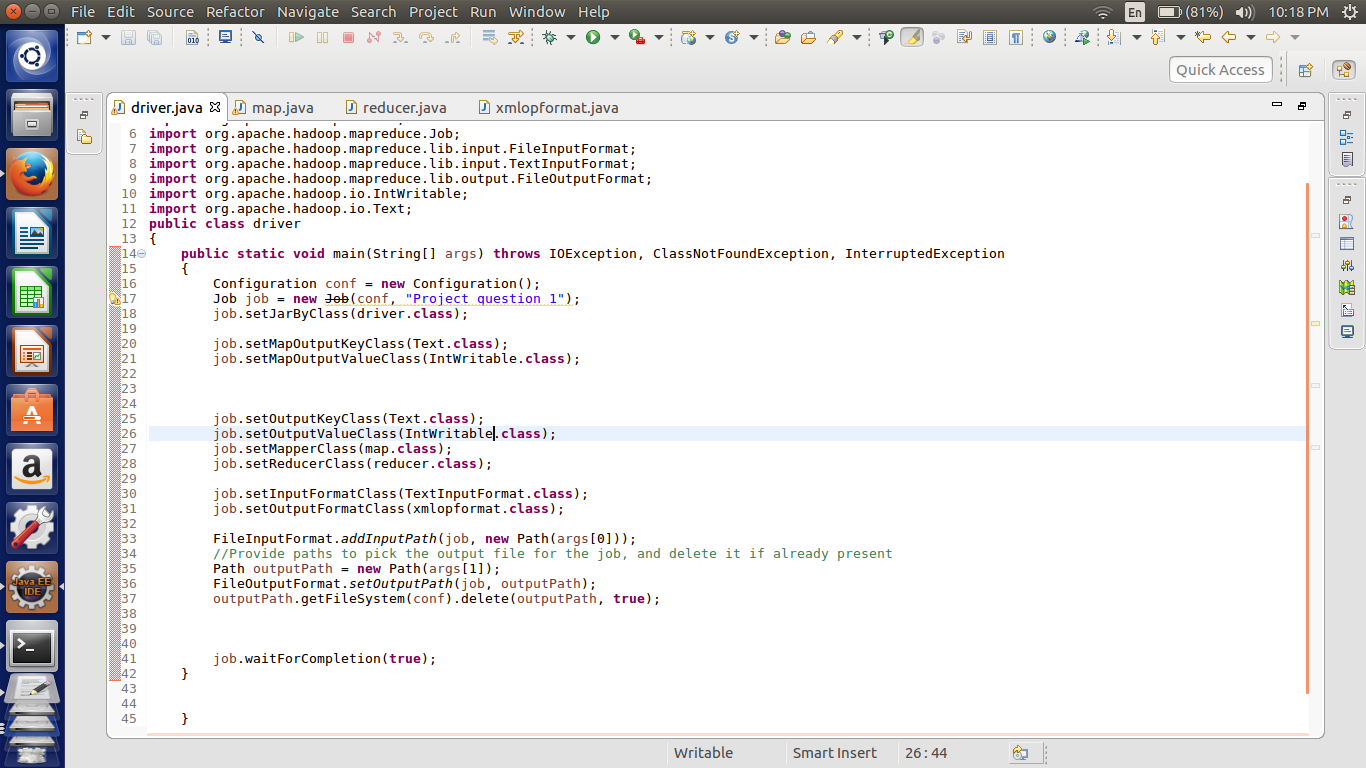 File Edit Source Refactor Navigate Search Project Run Window Help
En (81%) 10:18 PM
010
Quick Access
driver.java map.java reducer.java xmlopformat.java
6 import org.apache.hadoop.mapreduce.Job;
7 import org.apache.hadoop.mapreduce.lib.input.FileInputFormat;
8 import org.apache.hadoop.mapreduce.lib.input.TextInputFormat;
9 import org.apache.hadoop.mapreduce.lib.output.FileOutputFormat;
10 import org.apache.hadoop.io.IntWritable;
11 import org.apache.hadoop.io.Text;
12 public class driver
13 {
14 public static void main(String[] args) throws IOException, ClassNotFoundException, InterruptedException
15 {
16 Configuration conf = new Configuration();
17 Job job = new Job(conf, "Project question 1");
18 job.setJarByClass(driver.class);
19
20 job.setMapOutputKeyClass(Text.class);
21 job.setMapOutputValueClass(IntWritable.class);
22
23
24
25 job.setOutputKeyClass(Text.class);
26 job.setOutputValueClass(IntWritable.class);
27 job.setMapperClass(map.class);
28 job.setReducerClass(reducer.class);
29
30 job.setInputFormatClass(TextInputFormat.class);
31 job.setOutputFormatClass(xmlopformat.class);
32
33 FileInputFormat.addInputPath(job, new Path(args[0]));
34 //Provide paths to pick the output file for the job, and delete it if already present
35 Path outputPath = new Path(args[1]);
36 FileOutputFormat.setOutputPath(job, outputPath);
37 outputPath.getFileSystem(conf).delete(outputPath, true);
38
39
40
41 job.waitForCompletion(true);
42 }
43
44
45 }
Java EE
IDE
Writable Smart Insert 26 : 44